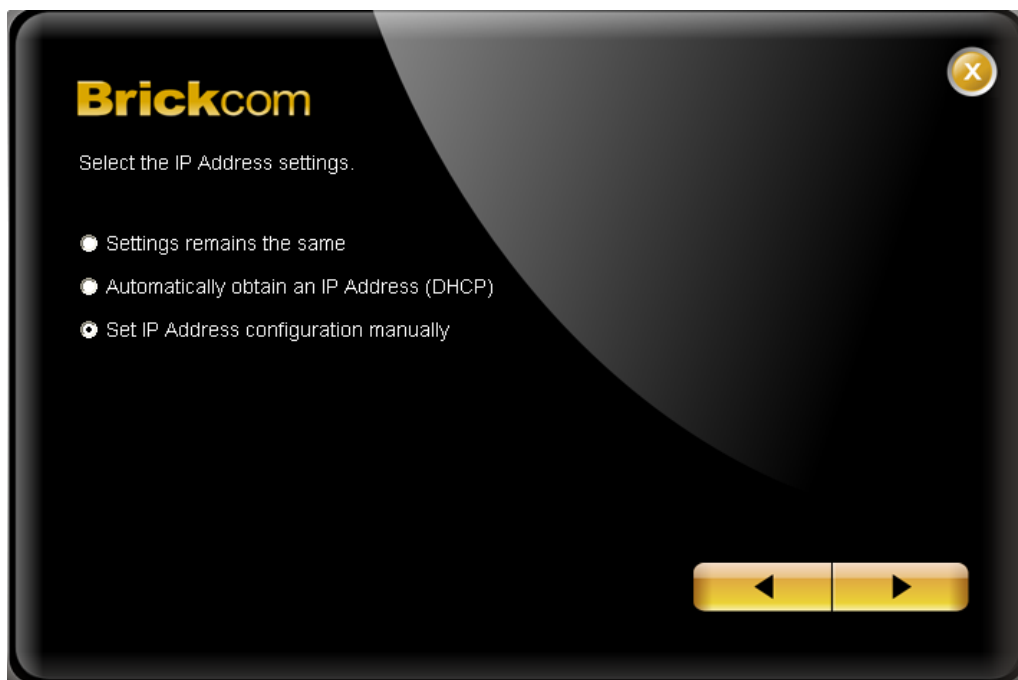 Brickcom
X
Select the IP Address settings.
Settings remains the same
Automatically obtain an IP Address (DHCP)
Set IP Address configuration manually